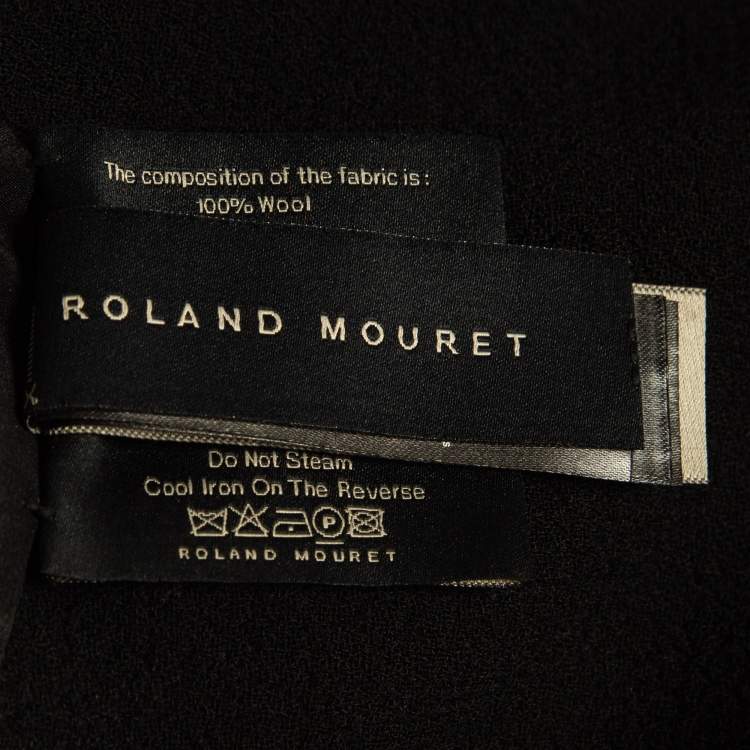 The composition of the fabric is:
100% Wool
ROLAND MOURET
S
Do Not Steam
Cool Iron On The Reverse
P
ROLAND MOURET